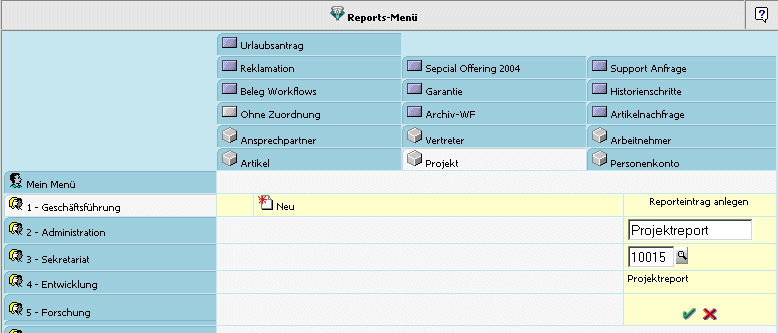 Reports-Menü
Urlaubsantrag
Reklamation Sepcial Offering 2004 Support Anfrage
Beleg Workflows Garantie Historienschritte
Ohne Zuordnung Archiv-WF Artikelnachfrage
Ansprechpartner Vertreter Arbeitnehmer
Artikel Projekt Personenkonto
Mein Menü
1 - Geschäftsführung Neu Reporteintrag anlegen
2 - Administration Projektreport
3 - Sekretariat 10015
4 - Entwicklung Projektreport
5 - Forschung